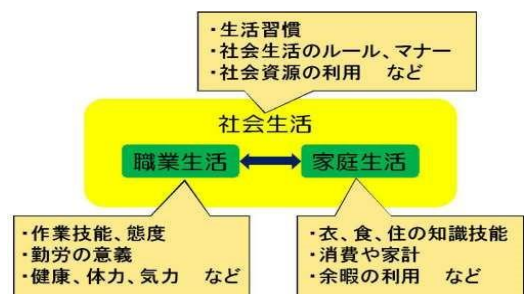 ・生活習慣
・社会生活のルール、マナー
・社会資源の利用　など
社会生活
職業生活
家庭生活
・作業技能、態度
・勤労の意義
・健康、体力、気力　など
・衣、食、住の知識技能
・消費や家計
・余暇の利用　など